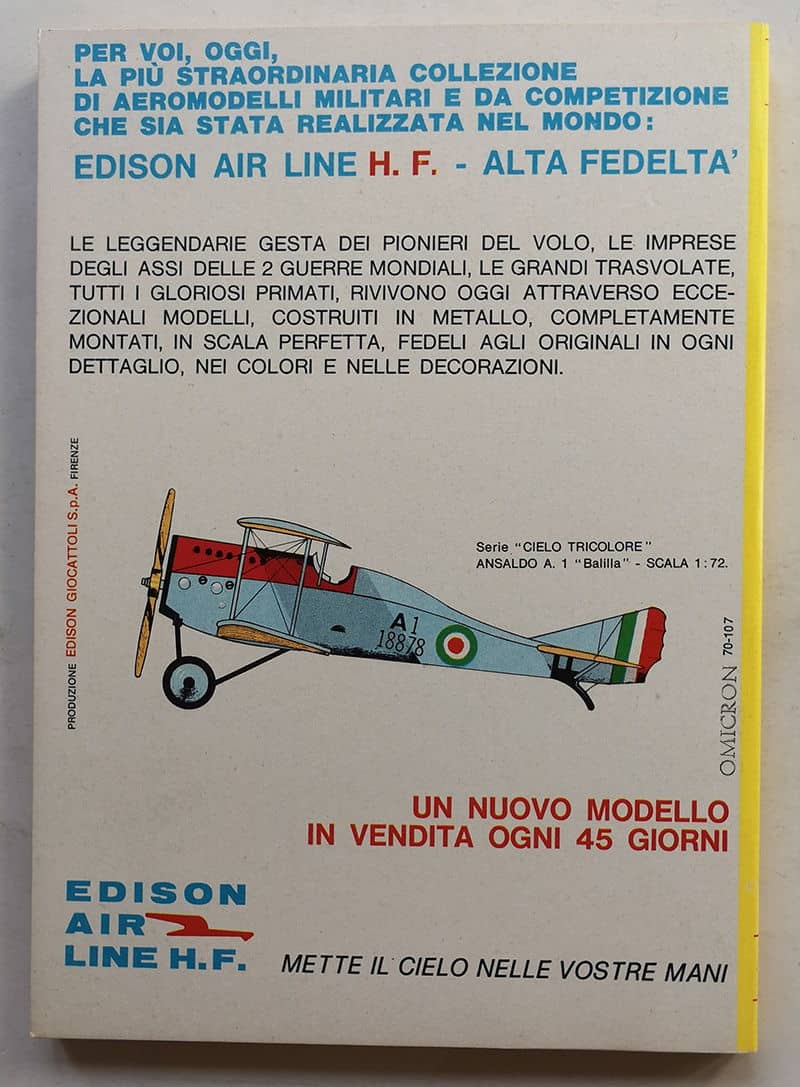 PER VOI, OGGI,
LA PIÙ STRAORDINARIA COLLEZIONE
DI AEROMODELLI MILITARI E DA COMPETIZIONE
CHE SIA STATA REALIZZATA NEL MONDO:
EDISON AIR LINE H. F. - ALTA FEDELTA'
LE LEGGENDARIE GESTA DEI PIONIERI DEL VOLO, LE IMPRESE
DEGLI ASSI DELLE 2 GUERRE MONDIALI, LE GRANDI TRASVOLATE,
TUTTI I GLORIOSI PRIMATI, RIVIVONO OGGI ATTRAVERSO ECCE-
ZIONALI MODELLI, COSTRUITI IN METALLO, COMPLETAMENTE
MONTATI, IN SCALA PERFETTA, FEDELI AGLI ORIGINALI IN OGNI
DETTAGLIO, NEI COLORI E NELLE DECORAZIONI.
PRODUZIONE EDISON GIOCATTOLI S.p.A. FIRENZE
Serie "CIELO TRICOLORE"
ANSALDO A. 1 "Balilla" - SCALA 1:72.
A1
18878
OMICRON 70-107
UN NUOVO MODELLO
IN VENDITA OGNI 45 GIORNI
EDISON
AIR
LINE H.F.
METTE IL CIELO NELLE VOSTRE MANI